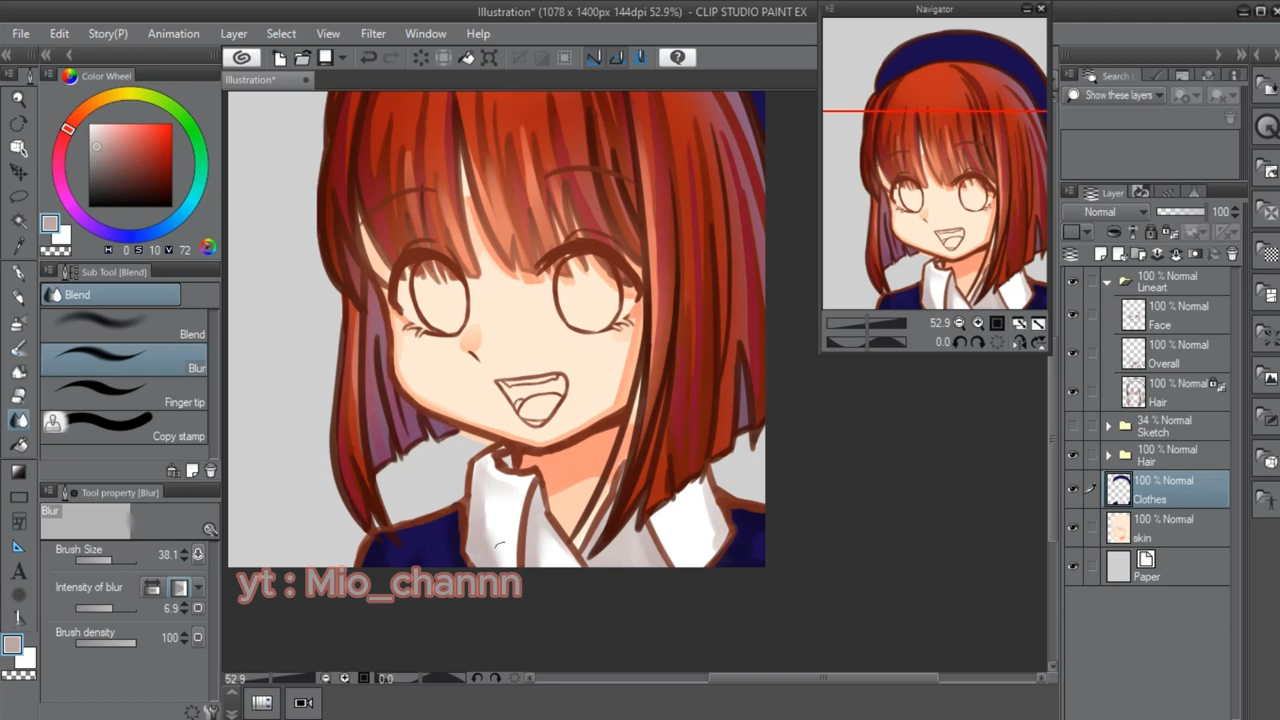 Illustration* (1078 x 1400px 144dpi 52.9%) - CLIP STUDIO PAINT EX
Navigator
File Edit Story(P) Animation Layer Select View Filter Window Help
Color Wheel
Illustration*
Search
Show these layers
H 0 S 10 V 72
Sub Tool [Blend]
Blend
Blend
Blur
Finger tip
Copy stamp
Tool property [Blur]
Blur
Brush Size 38.1
Intensity of blur
6.9
Brush density 100
yt : Mio_channn
52.9 0.0
52.9
0.0
Layer
Normal 100
100 % Normal
Lineart
100 % Normal
Face
100 % Normal
Overall
100 % Normal
Hair
34 % Normal
Sketch
100 % Normal
Hair
100 % Normal
Clothes
100 % Normal
skin
Paper